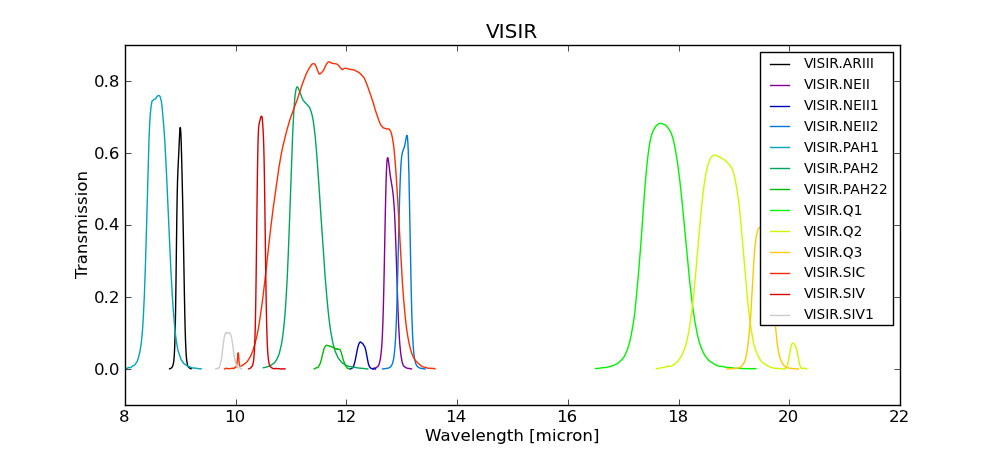 VISIR
Transmission
0.8
0.6
0.4
0.2
0.0
8 10 12 14 16 18 20 22
Wavelength [micron]
VISIR.ARIII
VISIR.NEII
VISIR.NEII1
VISIR.NEII2
VISIR.PAH1
VISIR.PAH2
VISIR.PAH22
VISIR.Q1
VISIR.Q2
VISIR.Q3
VISIR.SIC
VISIR.SIV
VISIR.SIV1